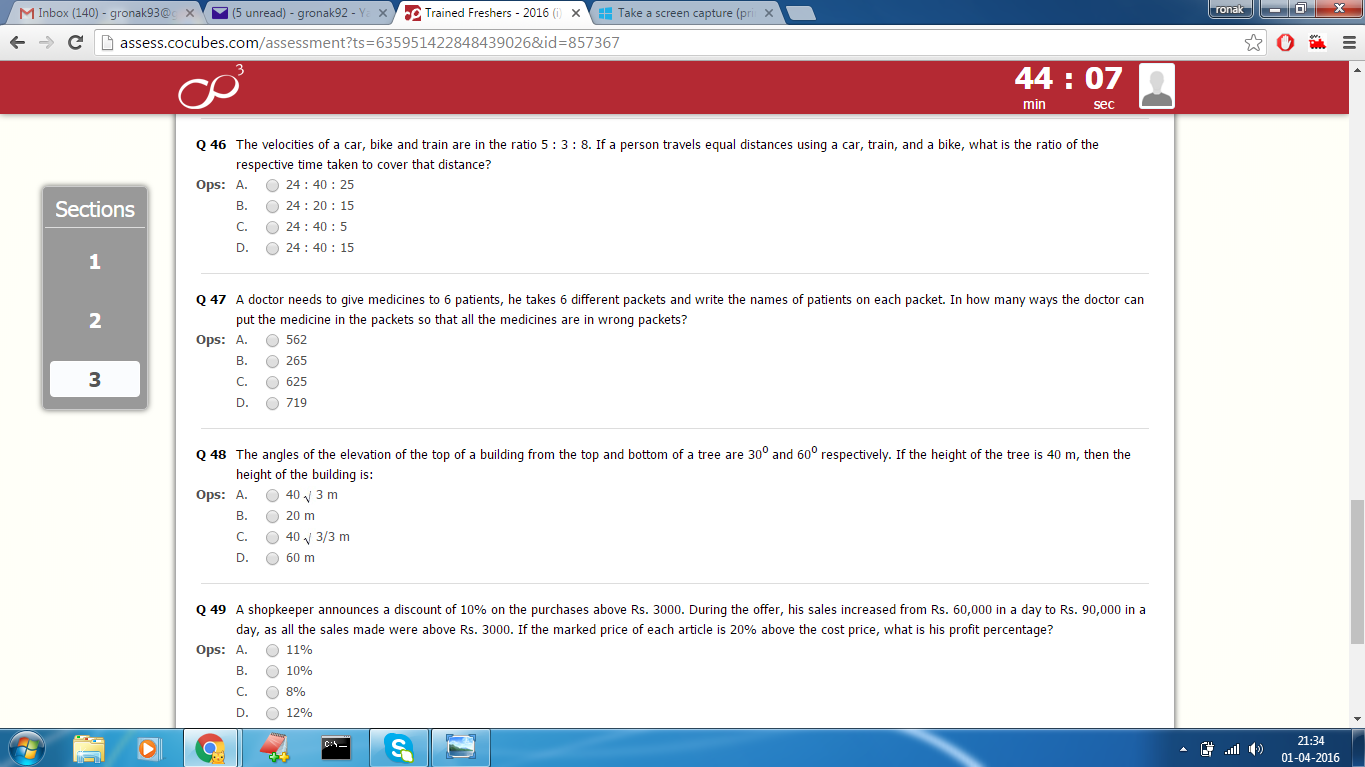 Inbox (140) - gronak93@g
(5 unread) - gronak92 - Ya
Trained Freshers - 2016 (i)
Take a screen capture (pri
ronak
assess.cocubes.com/assessment?ts=635951422848439026&id=857367
3
44 : 07
min sec
Sections
1
2
3
Q 46 The velocities of a car, bike and train are in the ratio 5 : 3 : 8. If a person travels equal distances using a car, train, and a bike, what is the ratio of the
respective time taken to cover that distance?
Ops: A. 24 : 40 : 25
B. 24 : 20 : 15
C. 24 : 40 : 5
D. 24 : 40 : 15
Q 47 A doctor needs to give medicines to 6 patients, he takes 6 different packets and write the names of patients on each packet. In how many ways the doctor can
put the medicine in the packets so that all the medicines are in wrong packets?
Ops: A. 562
B. 265
C. 625
D. 719
Q 48 The angles of the elevation of the top of a building from the top and bottom of a tree are 30⁰ and 60⁰ respectively. If the height of the tree is 40 m, then the
height of the building is:
Ops: A. 40 √ 3 m
B. 20 m
C. 40 √ 3/3 m
D. 60 m
Q 49 A shopkeeper announces a discount of 10% on the purchases above Rs. 3000. During the offer, his sales increased from Rs. 60,000 in a day to Rs. 90,000 in a
day, as all the sales made were above Rs. 3000. If the marked price of each article is 20% above the cost price, what is his profit percentage?
Ops: A. 11%
B. 10%
C. 8%
D. 12%
C:\
21:34
01-04-2016